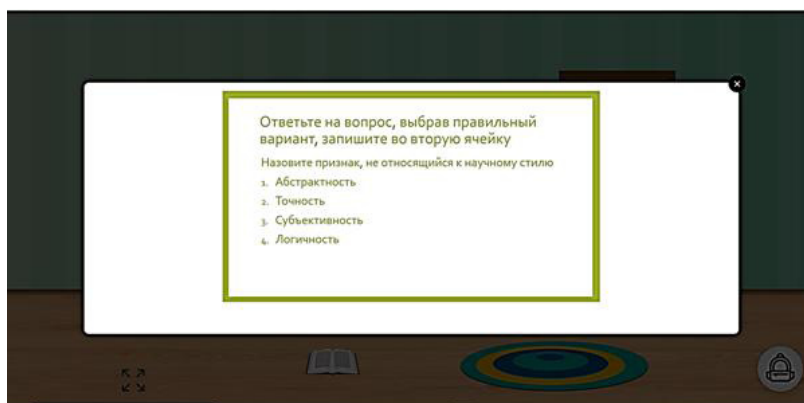 Ответьте на вопрос, выбрав правильный
вариант, запишите во вторую ячейку
Назовите признак, не относящийся к научному стилю
1. Абстрактность
2. Точность
3. Субъективность
4. Логичность